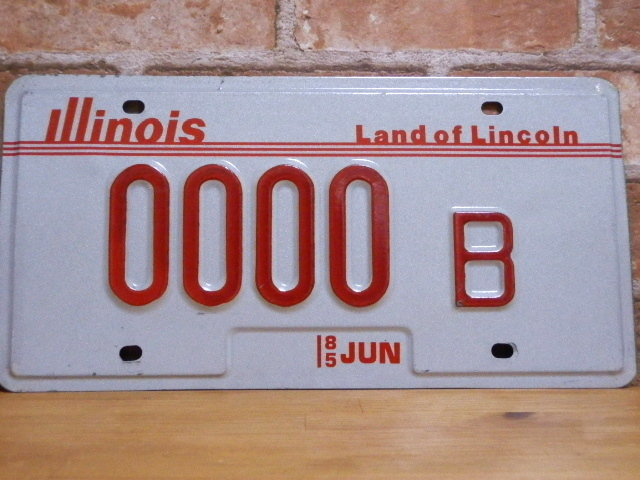 Illinois Land of Lincoln
0000 B
85 JUN